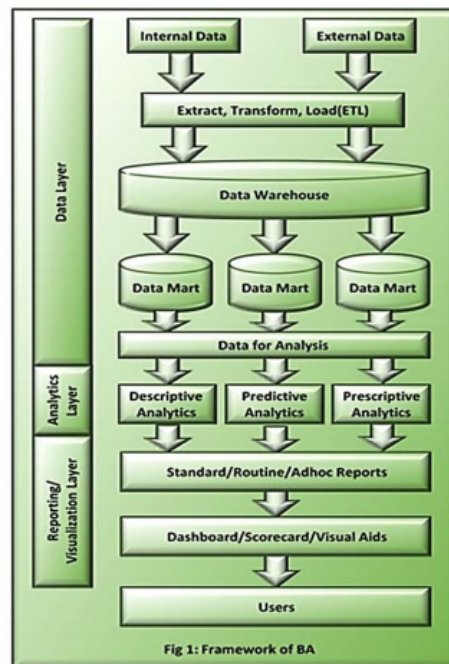 Internal Data
External Data
Extract, Transform, Load(ETL)
Data Warehouse
Data Mart
Data Mart
Data Mart
Data for Analysis
Descriptive
Analytics
Predictive
Analytics
Prescriptive
Analytics
Standard/Routine/Adhoc Reports
Dashboard/Scorecard/Visual Aids
Users
Data Layer
Analytics
Layer
Reporting/
Visualization Layer
Fig 1: Framework of BA